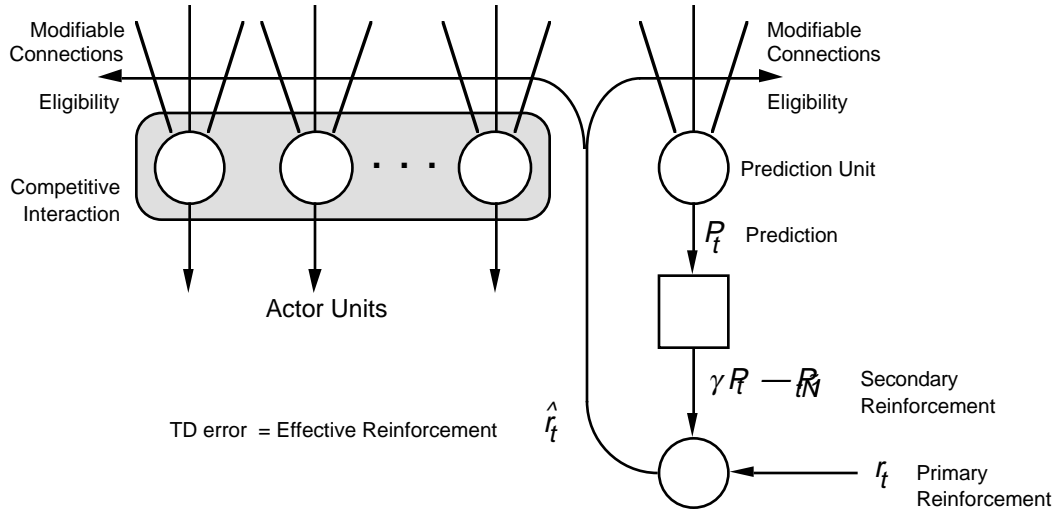 Modifiable
Connections
Eligibility
Modifiable
Connections
Eligibility
Competitive
Interaction
. . .
Prediction Unit
P_t Prediction
Actor Units
γ P_t —
Secondary
Reinforcement
TD error = Effective Reinforcement r̂_t
r_t Primary
Reinforcement